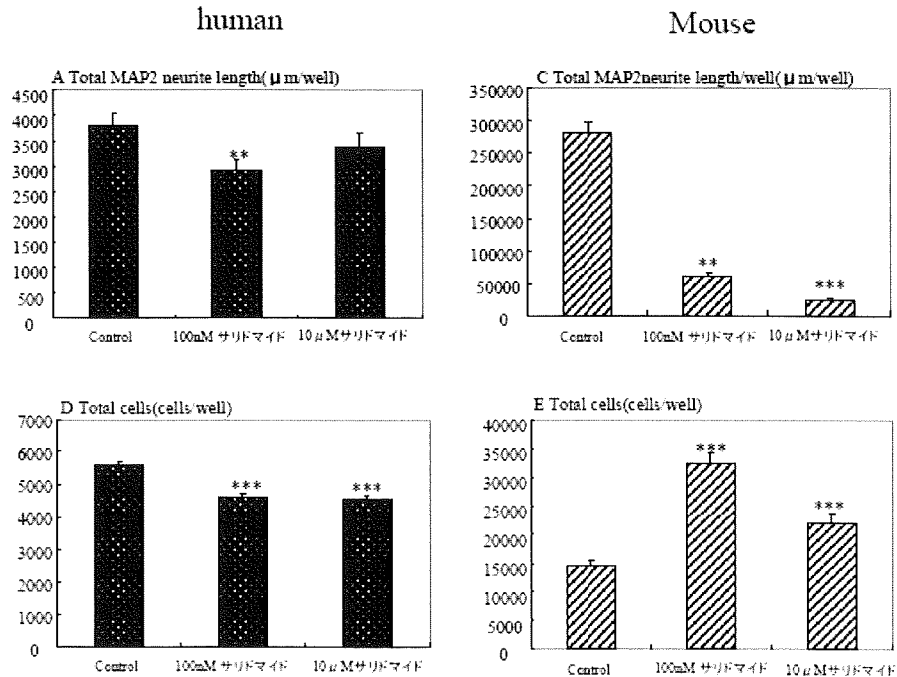 human
Mouse
A Total MAP2 neurite length(μm/well)
4500
4000
3500
3000
2500
2000
1500
1000
500
0
**
Control
100nM サリドマイド
10μMサリドマイド
C Total MAP2neurite length/well(μm/well)
350000
300000
250000
200000
150000
100000
50000
0
**
***
Control
100nM サリドマイド
10μMサリドマイド
D Total cells(cells/well)
7000
6000
5000
4000
3000
2000
1000
0
***
***
Control
100nM サリドマイド
10μMサリドマイド
E Total cells(cells/well)
40000
35000
30000
25000
20000
15000
10000
5000
0
***
***
Control
100nM サリドマイド
10μMサリドマイド